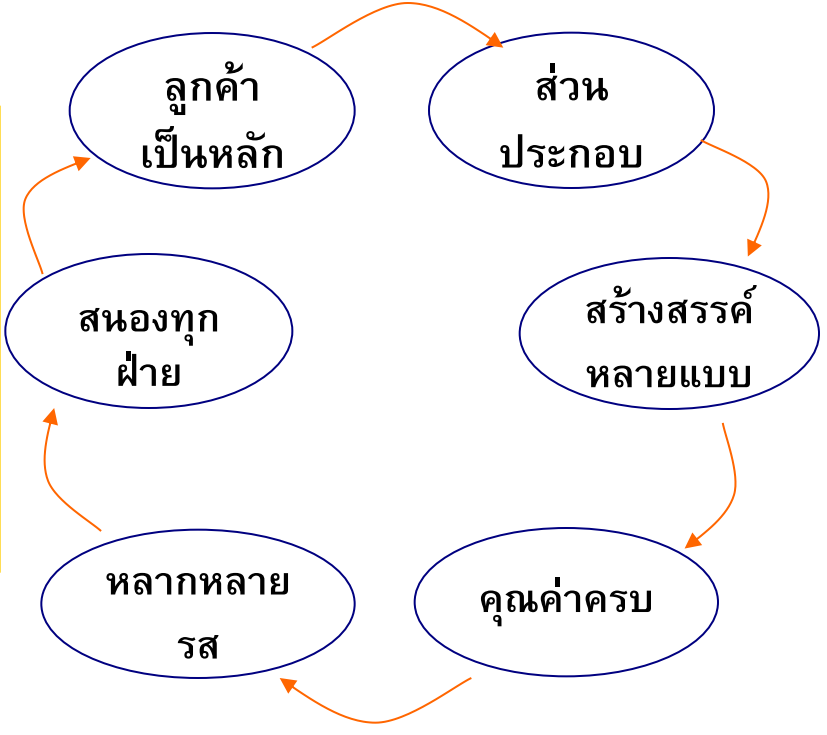 ลูกค้า
เป็นหลัก
ส่วน
ประกอบ
สร้างสรรค์
หลายแบบ
คุณค่าครบ
หลากหลาย
รส
สนองทุก
ฝ่าย